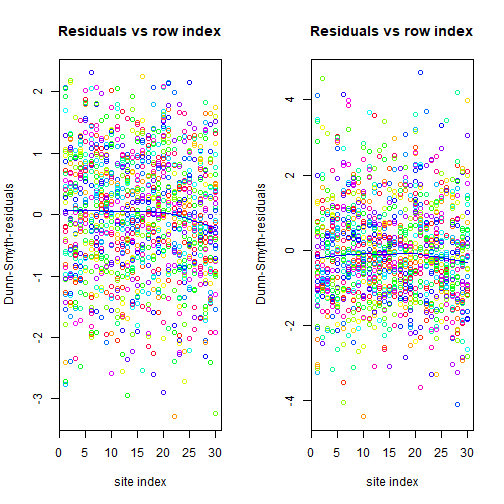 Residuals vs row index
Dunn-Smyth-residuals
2
1
0
-1
-2
-3
0 5 10 15 20 25 30
site index
Residuals vs row index
Dunn-Smyth-residuals
4
2
0
-2
-4
0 5 10 15 20 25 30
site index